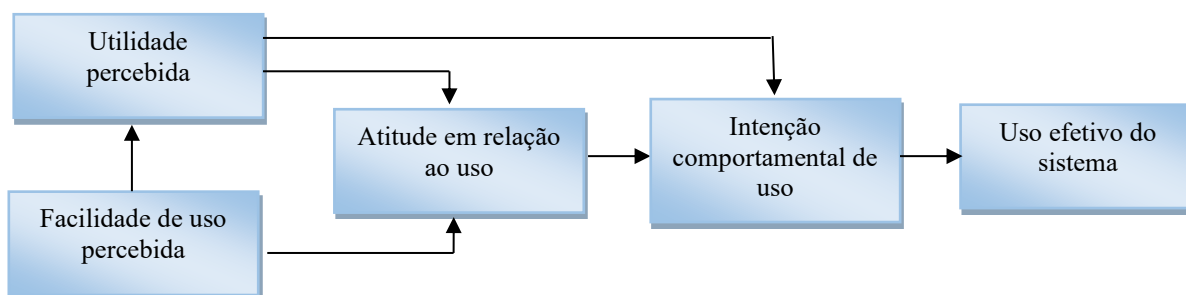 Utilidade
percebida
Atitude em relação
ao uso
Intenção
comportamental de
uso
Uso efetivo do
sistema
Facilidade de uso
percebida